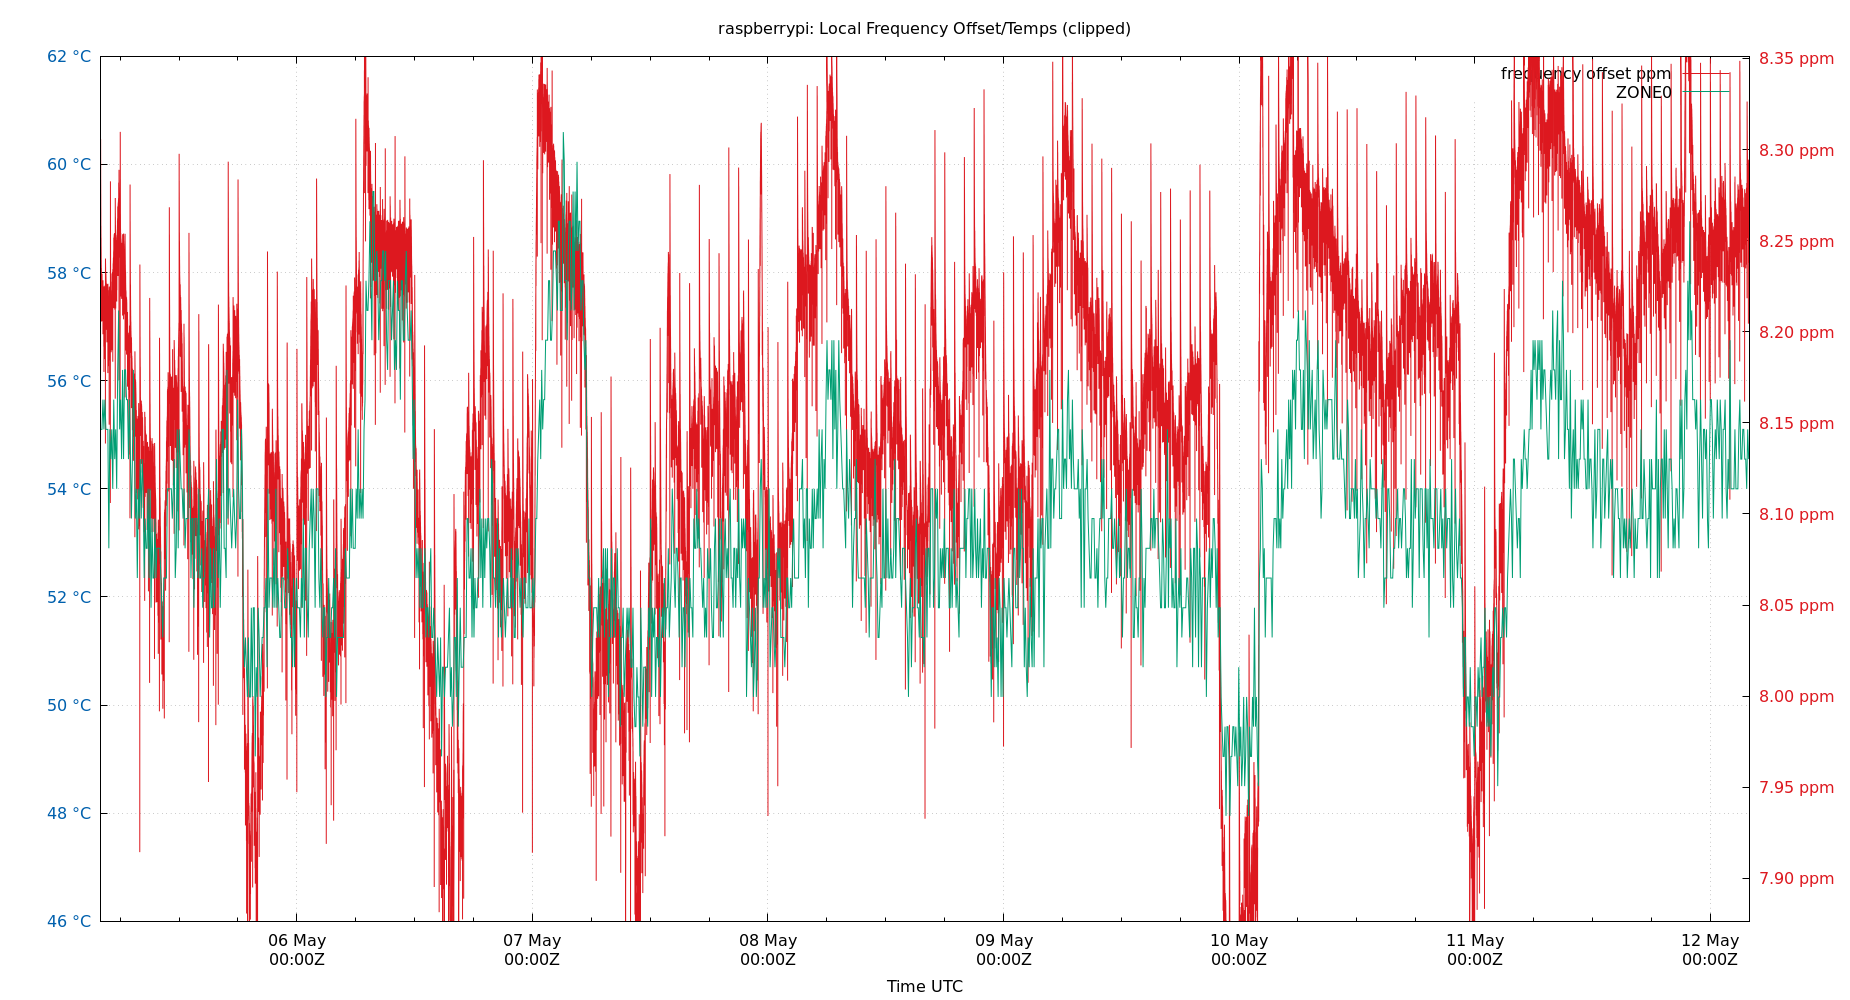 raspberrypi: Local Frequency Offset/Temps (clipped)
62 °C
60 °C
58 °C
56 °C
54 °C
52 °C
50 °C
48 °C
46 °C
8.35 ppm
8.30 ppm
8.25 ppm
8.20 ppm
8.15 ppm
8.10 ppm
8.05 ppm
8.00 ppm
7.95 ppm
7.90 ppm
frequency offset ppm
ZONE0
06 May
00:00Z
07 May
00:00Z
08 May
00:00Z
09 May
00:00Z
10 May
00:00Z
11 May
00:00Z
12 May
00:00Z
Time UTC